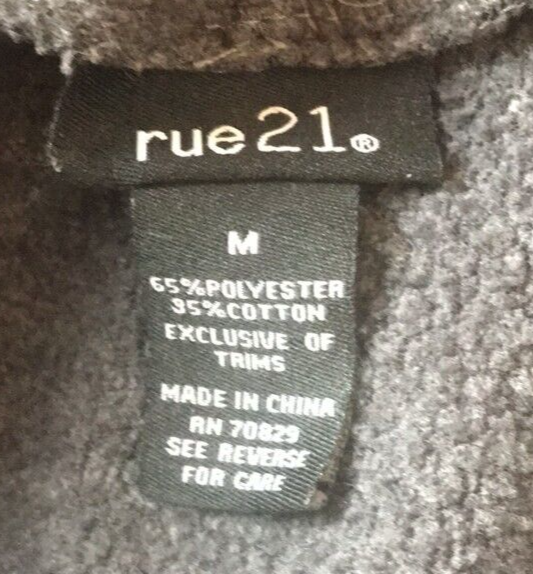 rue21®
M
65%POLYESTER
35%COTTON
EXCLUSIVE OF
TRIMS
MADE IN CHINA
RN 70829
SEE REVERSE
FOR CARE